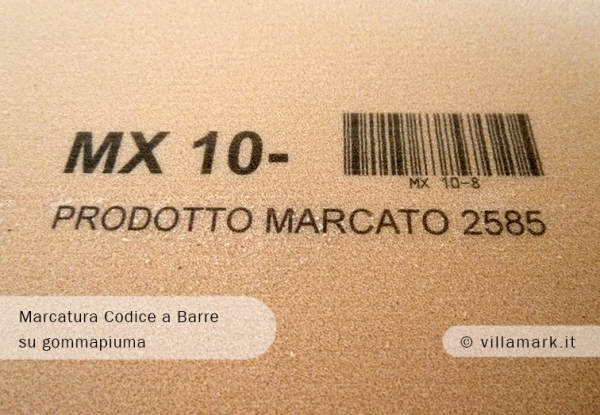 MX 10-
MX 10-8
PRODOTTO MARCATO 2585
Marcatura Codice a Barre
su gommapiuma
© villamark.it